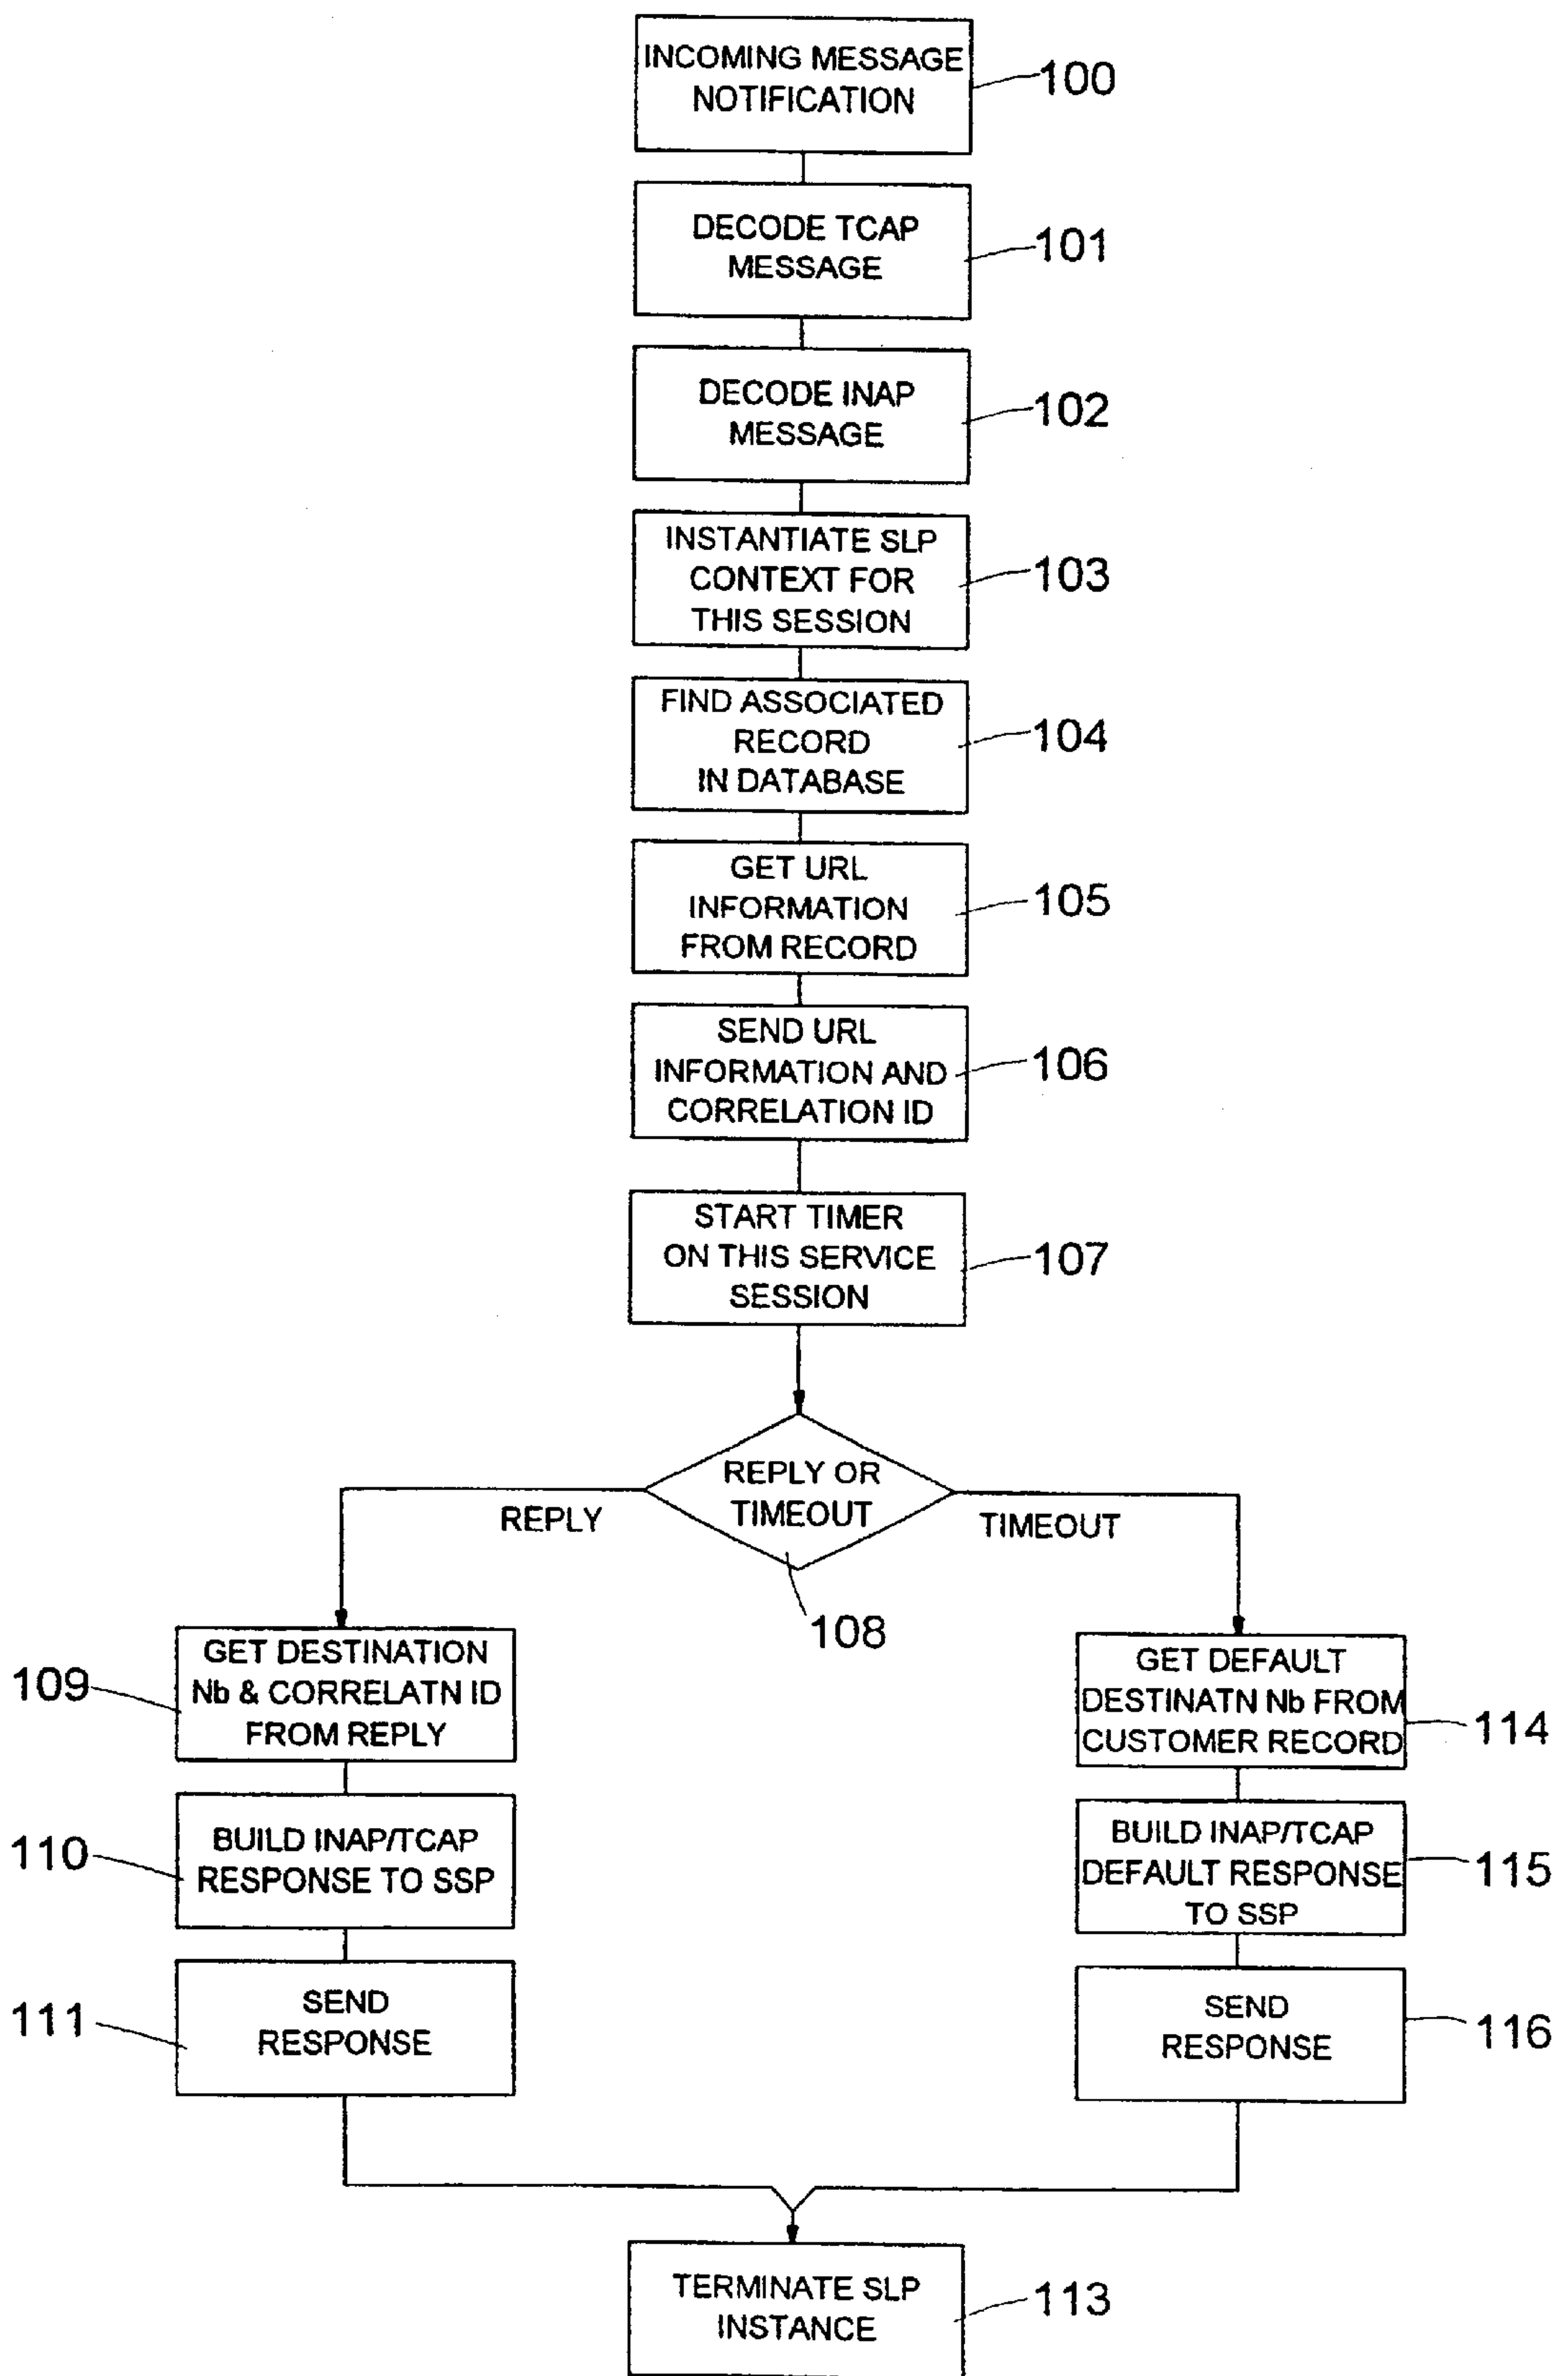 INCOMING MESSAGE
NOTIFICATION
100
DECODE TCAP
MESSAGE
101
DECODE INAP
MESSAGE
102
INSTANTIATE SLP
CONTEXT FOR
THIS SESSION
103
FIND ASSOCIATED
RECORD
IN DATABASE
104
GET URL
INFORMATION
FROM RECORD
105
SEND URL
INFORMATION AND
CORRELATION ID
106
START TIMER
ON THIS SERVICE
SESSION
107
REPLY OR
TIMEOUT
108
REPLY
TIMEOUT
GET DESTINATION
Nb & CORRELATN ID
FROM REPLY
109
BUILD INAP/TCAP
RESPONSE TO SSP
110
SEND
RESPONSE
111
GET DEFAULT
DESTINATN Nb FROM
CUSTOMER RECORD
114
BUILD INAP/TCAP
DEFAULT RESPONSE
TO SSP
115
SEND
RESPONSE
116
TERMINATE SLP
INSTANCE
113